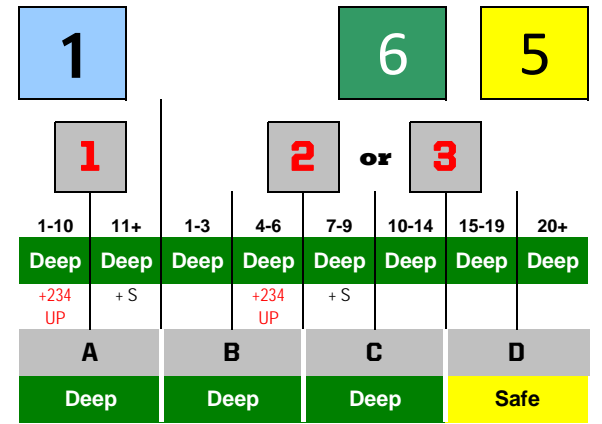 1 6 5
1 2 or 3
1-10 11+ 1-3 4-6 7-9 10-14 15-19 20+
Deep Deep Deep Deep Deep Deep Deep Deep
+234 + S +234 + S
UP UP
A B C D
Deep Deep Deep Safe